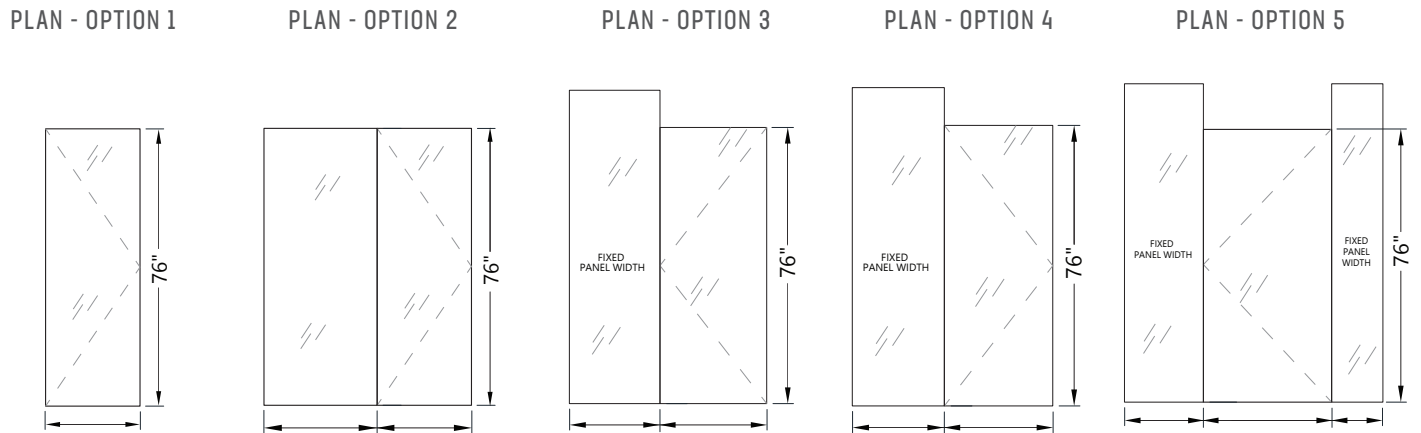 PLAN - OPTION 1
PLAN - OPTION 2
PLAN - OPTION 3
PLAN - OPTION 4
PLAN - OPTION 5
76"
76"
FIXED
PANEL WIDTH
76"
FIXED
PANEL WIDTH
76"
FIXED
PANEL WIDTH
FIXED
PANEL
WIDTH
76"